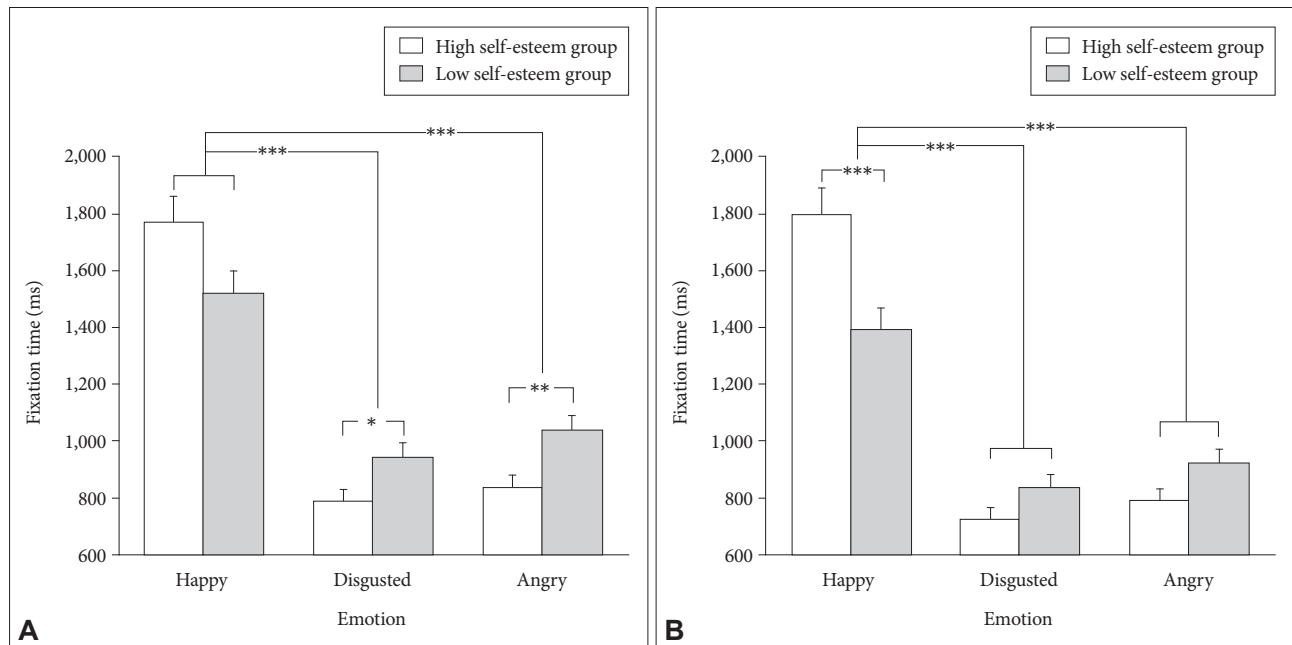 High self-esteem group
Low self-esteem group
***
***
2,000
1,800
1,600
1,400
1,200
1,000
800
600
Fixation time (ms)
*
**
Happy Disgusted Angry
Emotion
A
High self-esteem group
Low self-esteem group
***
***
***
2,000
1,800
1,600
1,400
1,200
1,000
800
600
Fixation time (ms)
Happy Disgusted Angry
Emotion
B